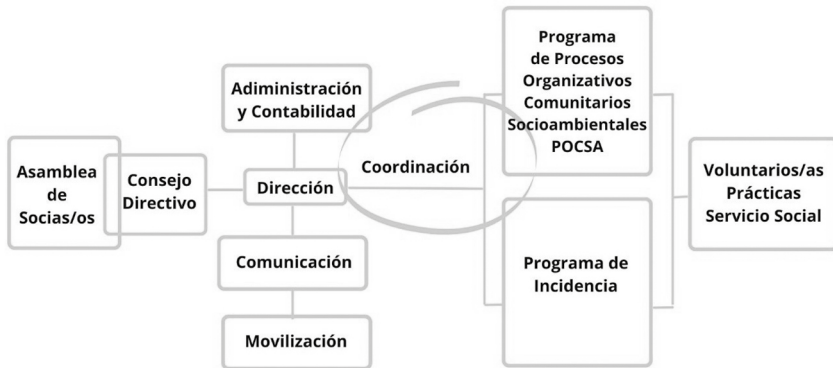 Asamblea
de
Socias/os
Consejo
Directivo
Adiministración
y Contabilidad
Dirección
Comunicación
Movilización
Coordinación
Programa
de Procesos
Organizativos
Comunitarios
Socioambientales
POCSA
Programa de
Incidencia
Voluntarios/as
Prácticas
Servicio Social